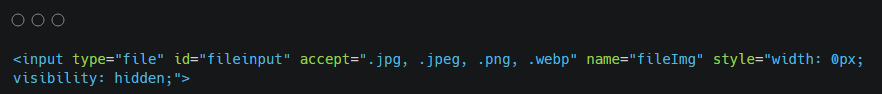 <input type="file" id="fileinput" accept=".jpg, .jpeg, .png, .webp" name="fileImg" style="width: 0px;
visibility: hidden;">